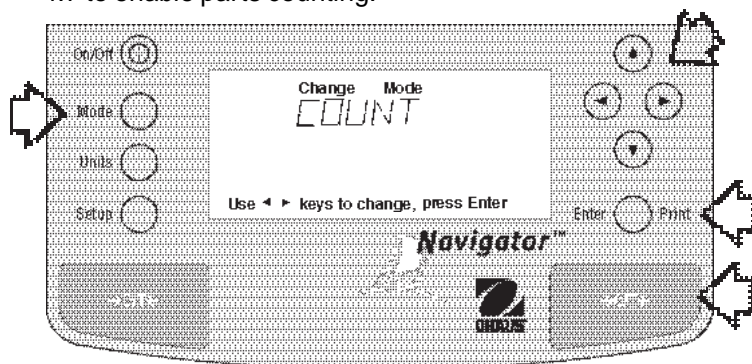 to enable parts counting.
On/Off
Change Mode
COUNT
Mode
Units
Setup
Use ◄ ► keys to change, press Enter
Enter
Print
Navigator™
OHAUS